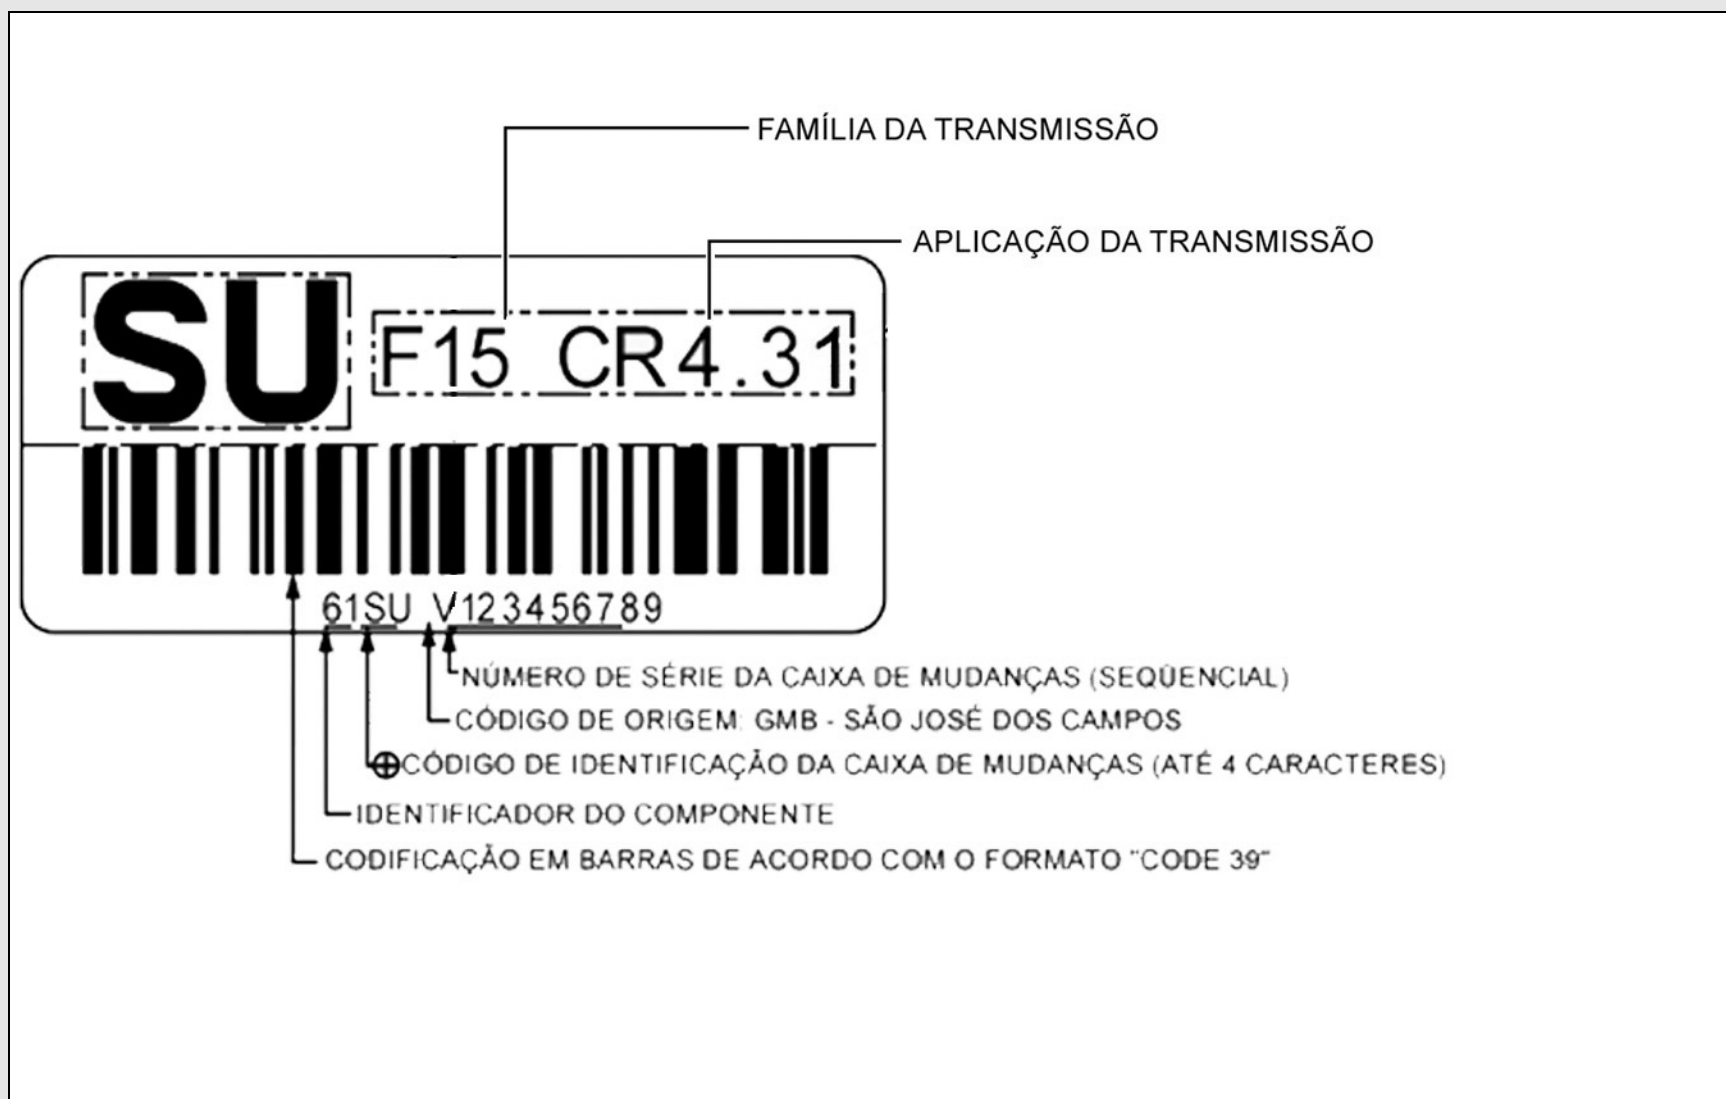 FAMÍLIA DA TRANSMISSÃO
APLICAÇÃO DA TRANSMISSÃO
SU
F15 CR4.31
61SU V123456789
NÚMERO DE SÉRIE DA CAIXA DE MUDANÇAS (SEQÜENCIAL)
CÓDIGO DE ORIGEM: GMB - SÃO JOSÉ DOS CAMPOS
CÓDIGO DE IDENTIFICAÇÃO DA CAIXA DE MUDANÇAS (ATÉ 4 CARACTERES)
IDENTIFICADOR DO COMPONENTE
CODIFICAÇÃO EM BARRAS DE ACORDO COM O FORMATO "CODE 39"